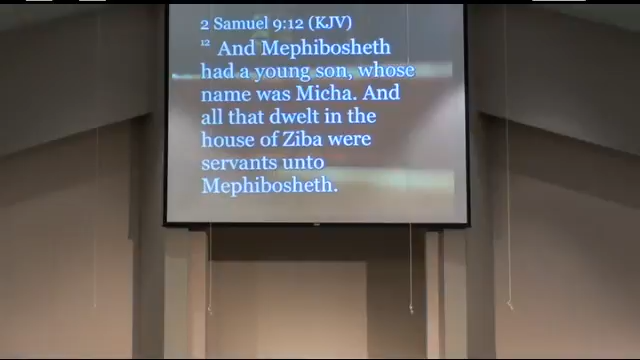 2 Samuel 9:12 (KJV)
12 And Mephibosheth
had a young son, whose
name was Micha. And
all that dwelt in the
house of Ziba were
servants unto
Mephibosheth.